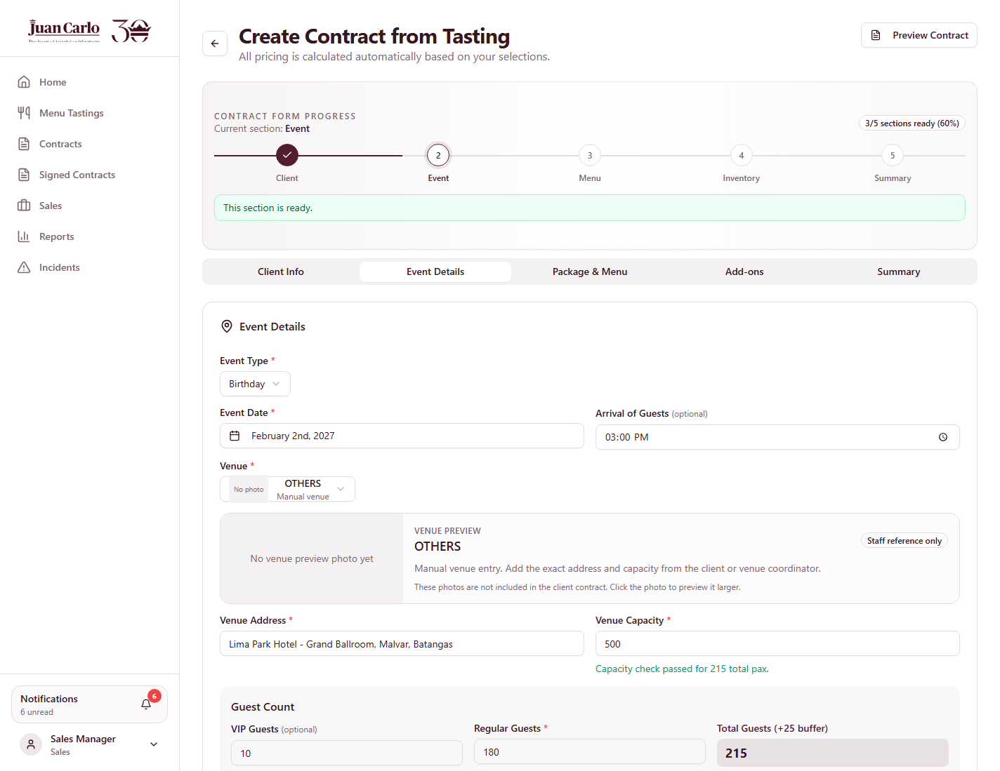 Juan Carlo 30
Create Contract from Tasting
All pricing is calculated automatically based on your selections.
Preview Contract
Home
Menu Tastings
Contracts
Signed Contracts
Sales
Reports
Incidents
Notifications
6 unread
6
Sales Manager
Sales
CONTRACT FORM PROGRESS
Current section: Event
3/5 sections ready (60%)
2 3 4 5
Client Event Menu Inventory Summary
This section is ready.
Client Info Event Details Package & Menu Add-ons Summary
Event Details
Event Type *
Birthday
Event Date *
February 2nd, 2027
Arrival of Guests (optional)
03:00 PM
Venue *
No photo
OTHERS
Manual venue
No venue preview photo yet
VENUE PREVIEW
OTHERS
Staff reference only
Manual venue entry. Add the exact address and capacity from the client or venue coordinator.
These photos are not included in the client contract. Click the photo to preview it larger.
Venue Address *
Lima Park Hotel - Grand Ballroom, Malvar, Batangas
Venue Capacity *
500
Capacity check passed for 215 total pax.
Guest Count
VIP Guests (optional)
10
Regular Guests *
180
Total Guests (+25 buffer)
215